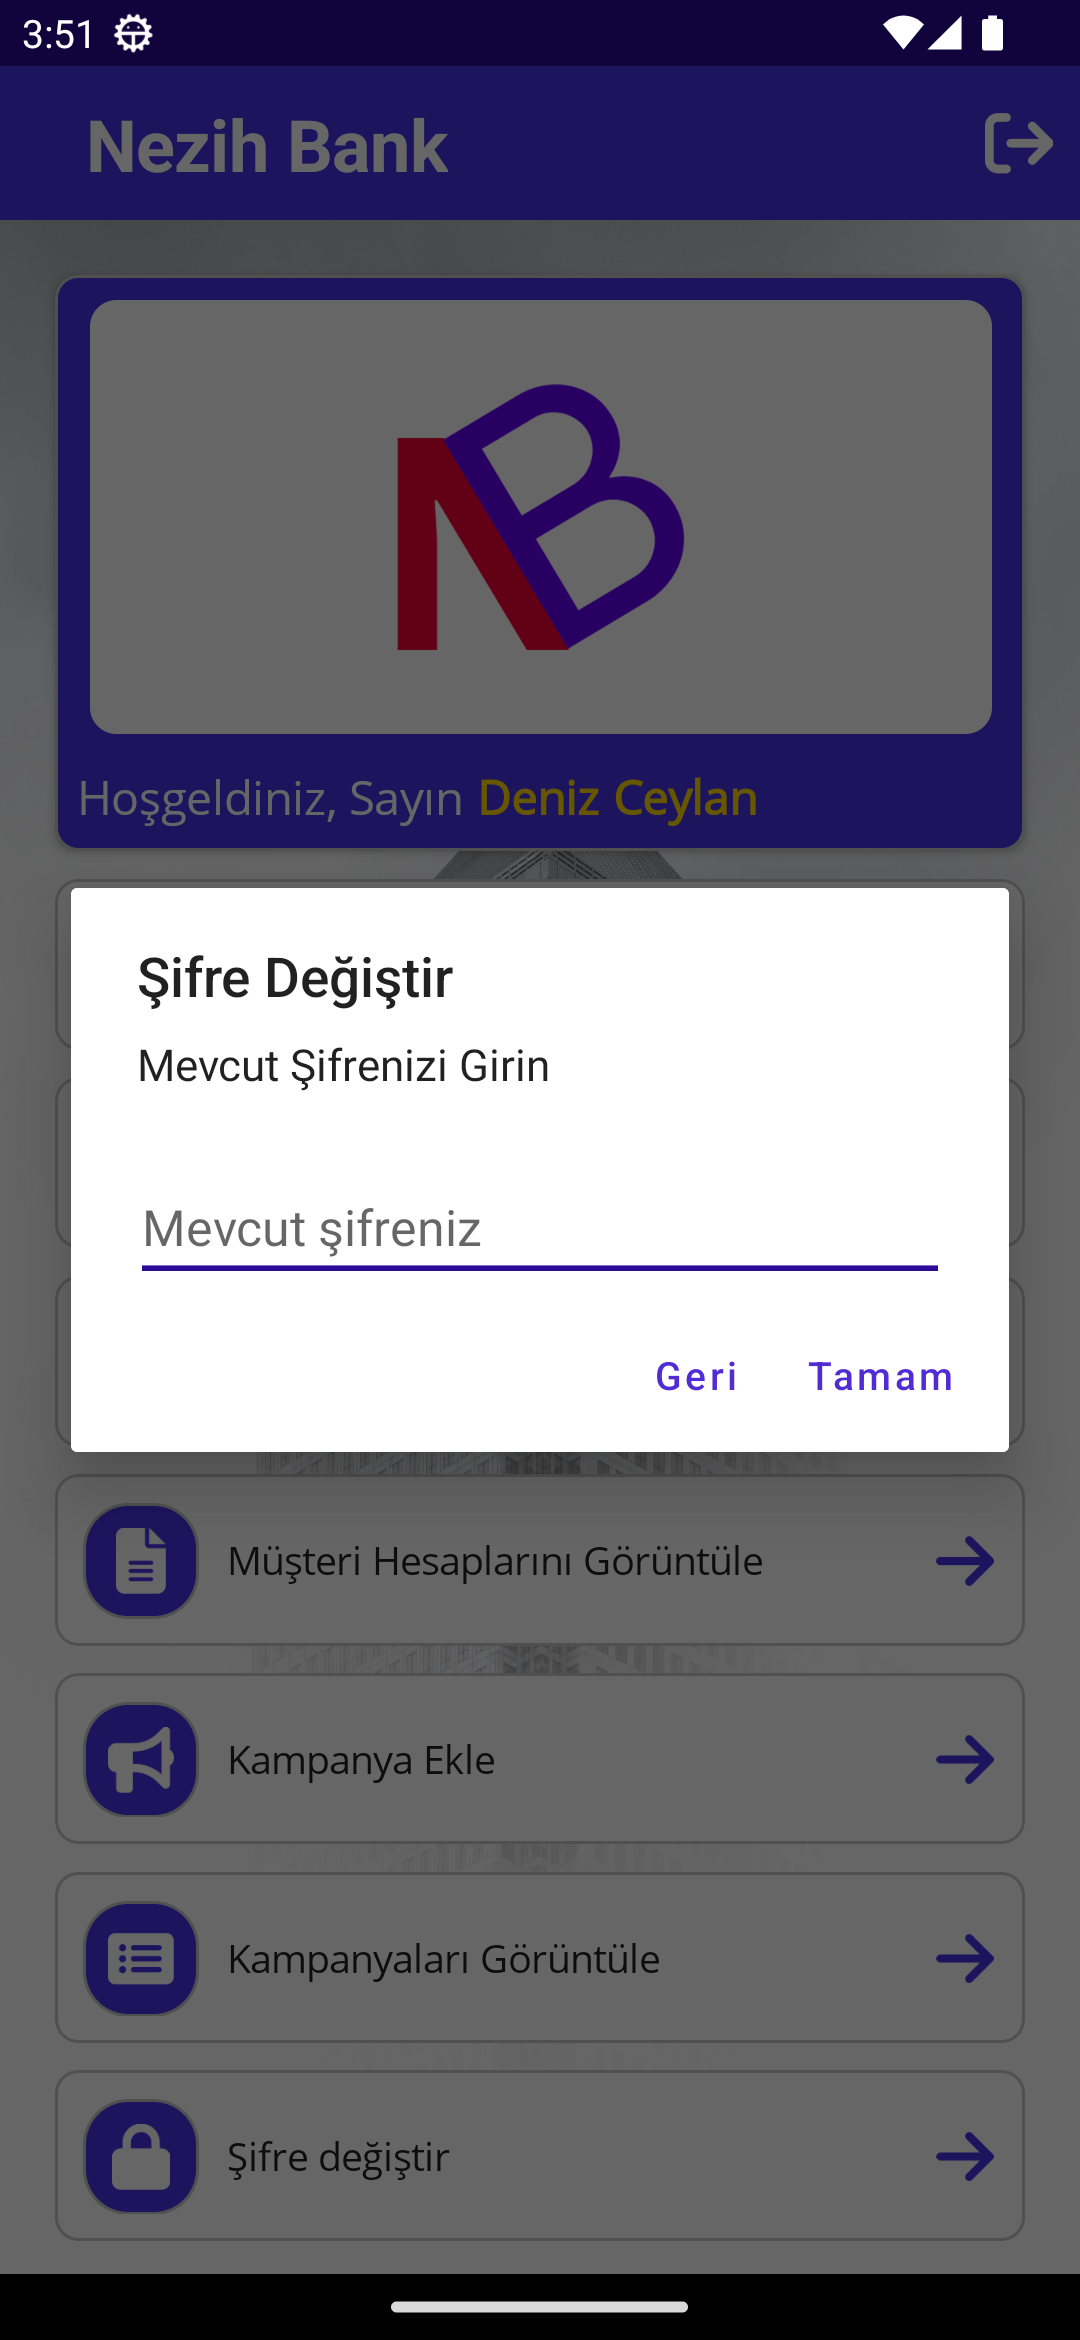 3:51
Nezih Bank
NB
Hoşgeldiniz, Sayın Deniz Ceylan
Şifre Değiştir
Mevcut Şifrenizi Girin
Mevcut şifreniz
Geri Tamam
Müşteri Hesaplarını Görüntüle
Kampanya Ekle
Kampanyaları Görüntüle
Şifre değiştir